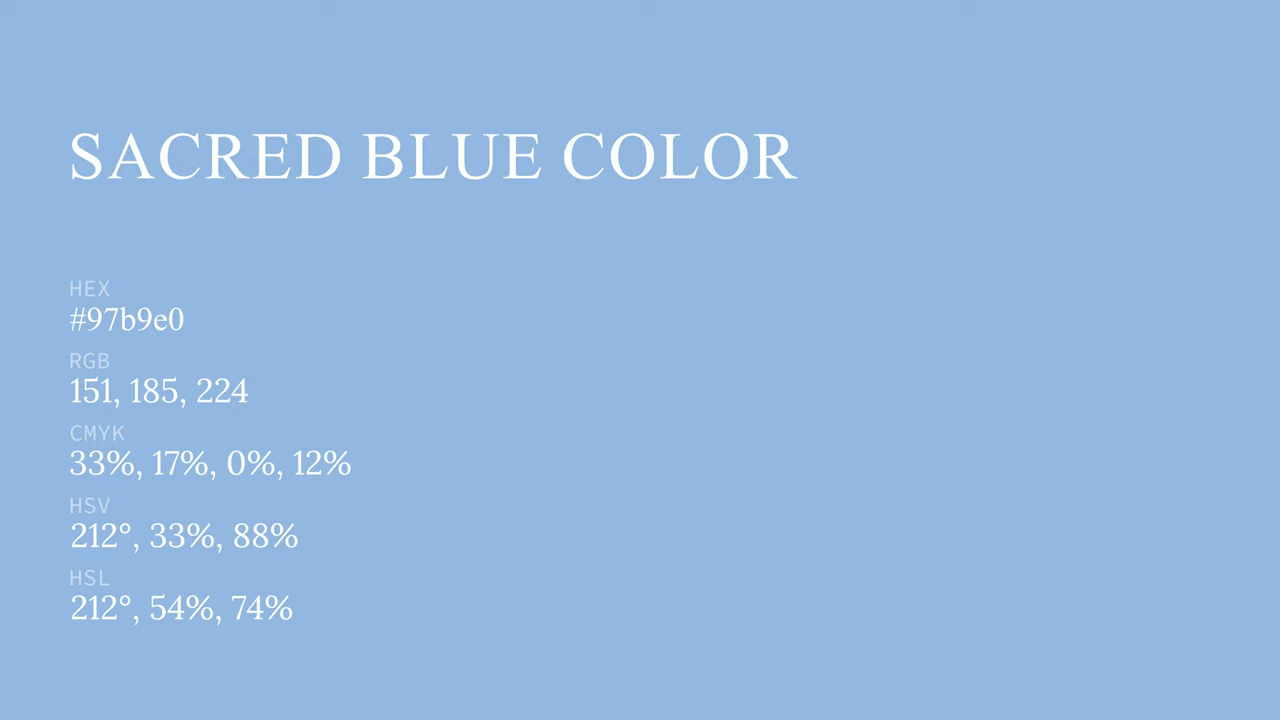 SACRED BLUE COLOR
HEX
#97b9e0
RGB
151, 185, 224
CMYK
33%, 17%, 0%, 12%
HSV
212°, 33%, 88%
HSL
212°, 54%, 74%